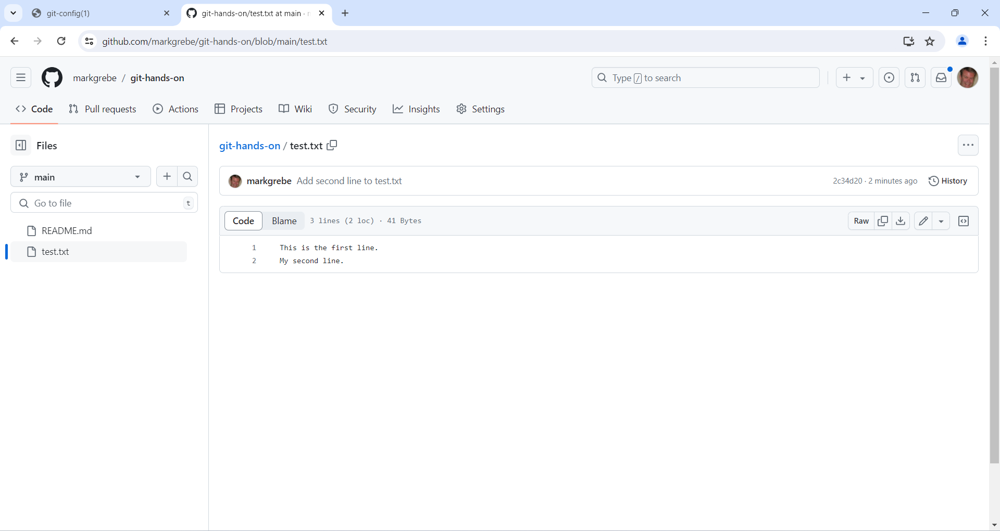 git-config(1)
git-hands-on/test.txt at main ·
github.com/markgrebe/git-hands-on/blob/main/test.txt
markgrebe / git-hands-on
Type / to search
Code Pull requests Actions Projects Wiki Security Insights Settings
Files
main
Go to file t
README.md
test.txt
git-hands-on / test.txt
markgrebe Add second line to test.txt 2c34d20 · 2 minutes ago History
Code Blame 3 lines (2 loc) · 41 Bytes Raw
1 This is the first line.
2 My second line.